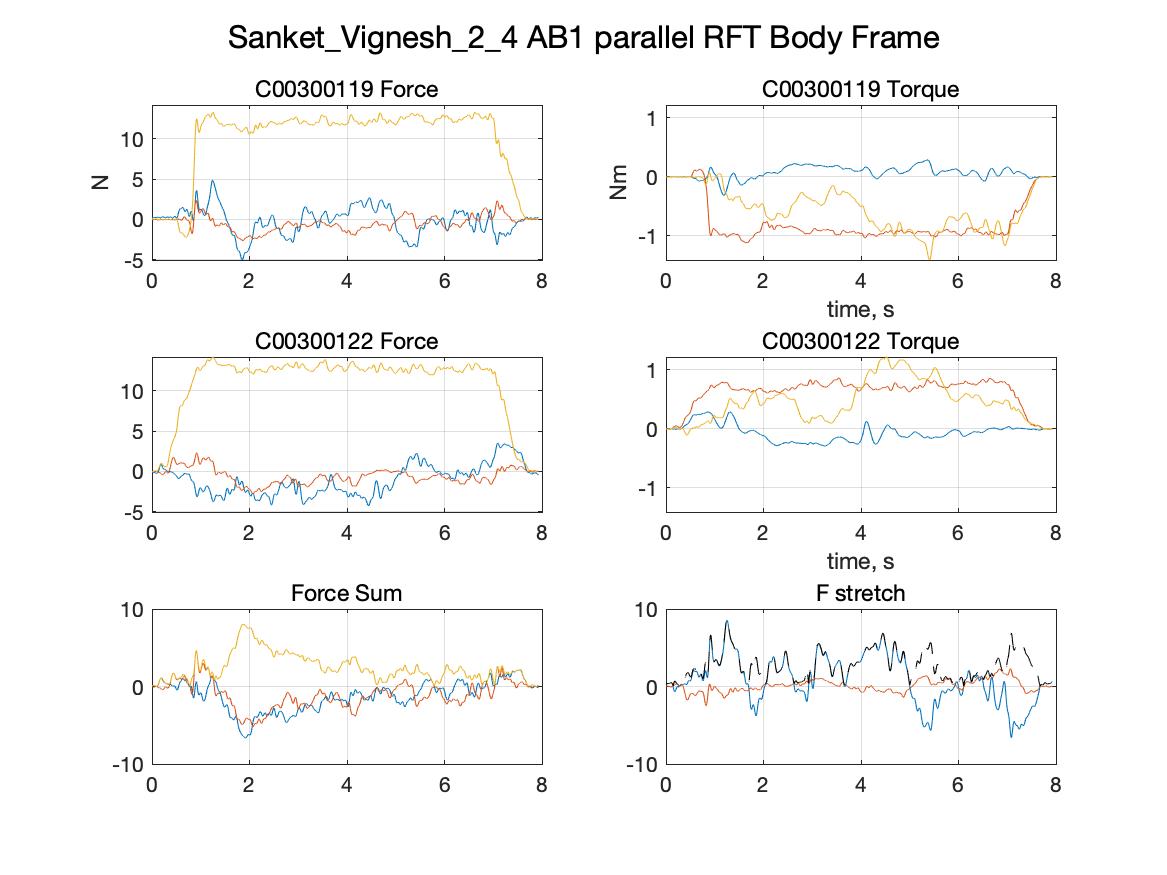 Sanket_Vignesh_2_4 AB1 parallel RFT Body Frame
C00300119 Force
C00300119 Torque
N
10
5
0
-5
0 2 4 6 8
Nm
1
0
-1
0 2 4 6 8
time, s
C00300122 Force
C00300122 Torque
10
5
0
-5
0 2 4 6 8
1
0
-1
0 2 4 6 8
time, s
Force Sum
F stretch
10
0
-10
0 2 4 6 8
10
0
-10
0 2 4 6 8